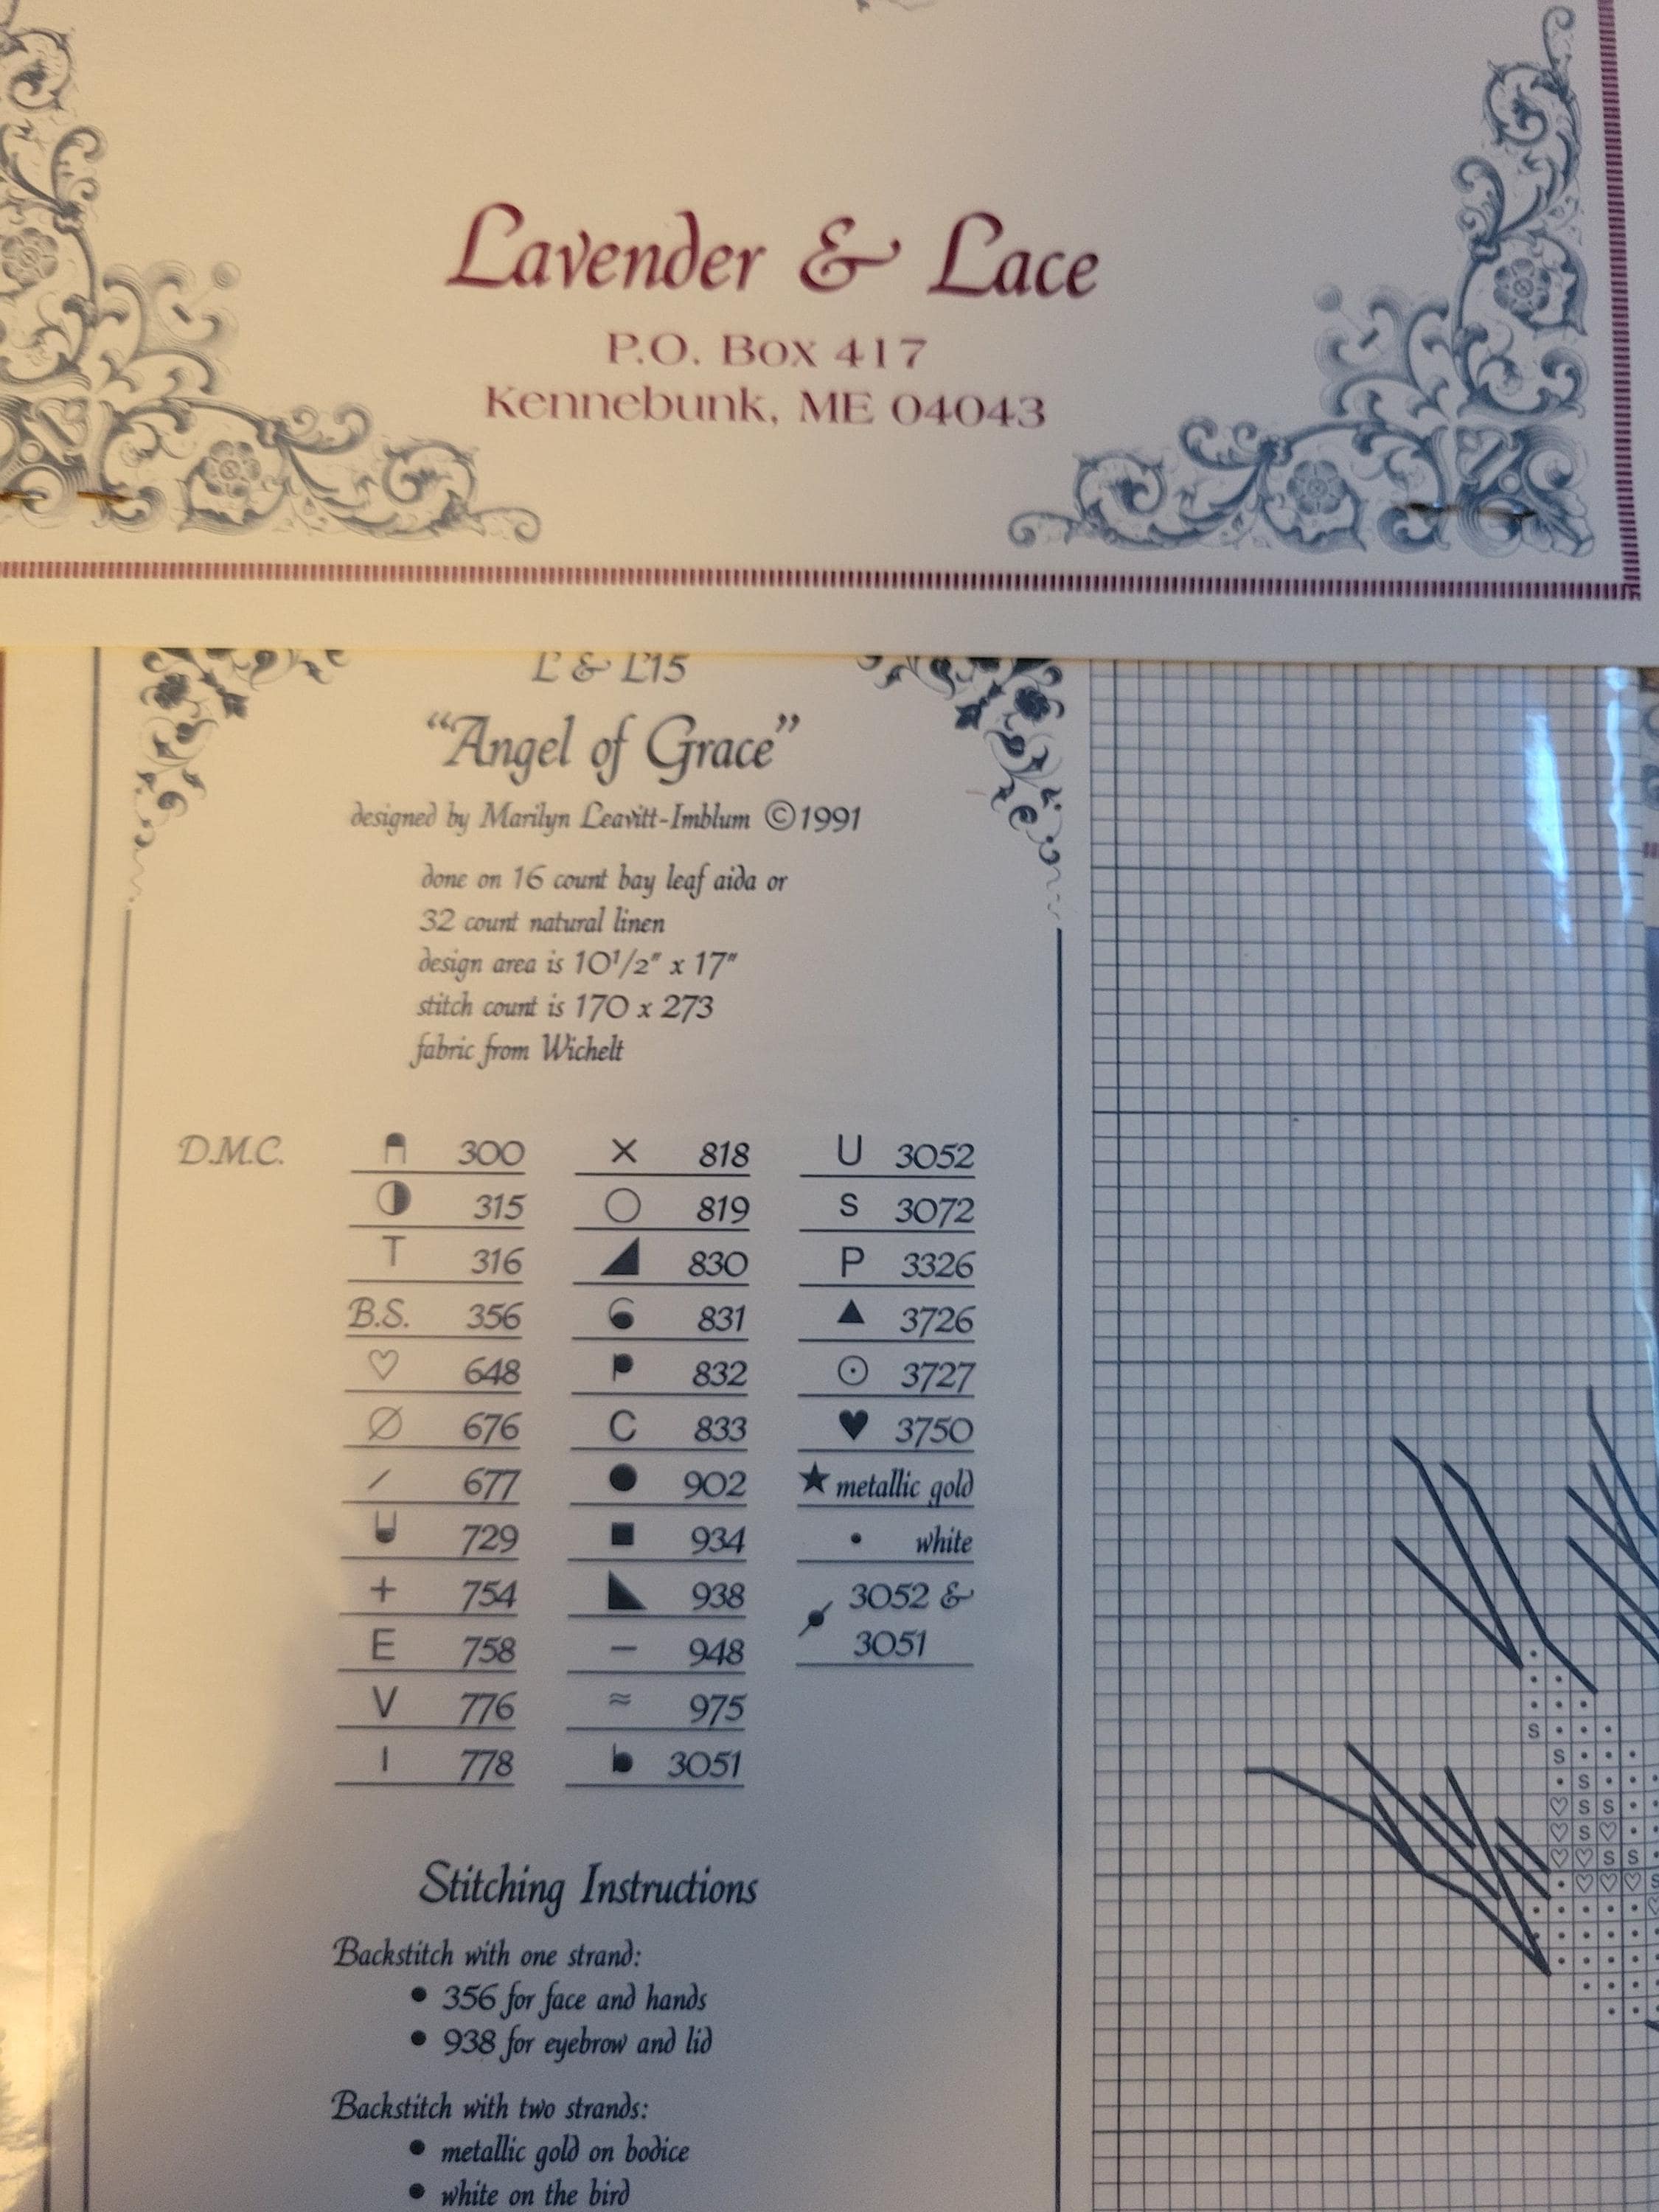 Lavender & Lace
P.O. Box 417
Kennebunk, ME 04043
L & L15
“Angel of Grace”
designed by Marilyn Leavitt-Imblum ©1991
done on 16 count bay leaf aida or
32 count natural linen
design area is 10¹/2" x 17"
stitch count is 170 x 273
fabric from Wichelt
D.M.C.
300
315
T 316
B.S. 356
♡ 648
∅ 676
/ 677
729
+ 754
E 758
V 776
I 778
× 818
○ 819
◢ 830
831
832
C 833
● 902
■ 934
◣ 938
– 948
≈ 975
3051
U 3052
S 3072
P 3326
▲ 3726
⊙ 3727
♥ 3750
★ metallic gold
• white
3052 &
3051
Stitching Instructions
Backstitch with one strand:
• 356 for face and hands
• 938 for eyebrow and lid
Backstitch with two strands:
• metallic gold on bodice
• white on the bird